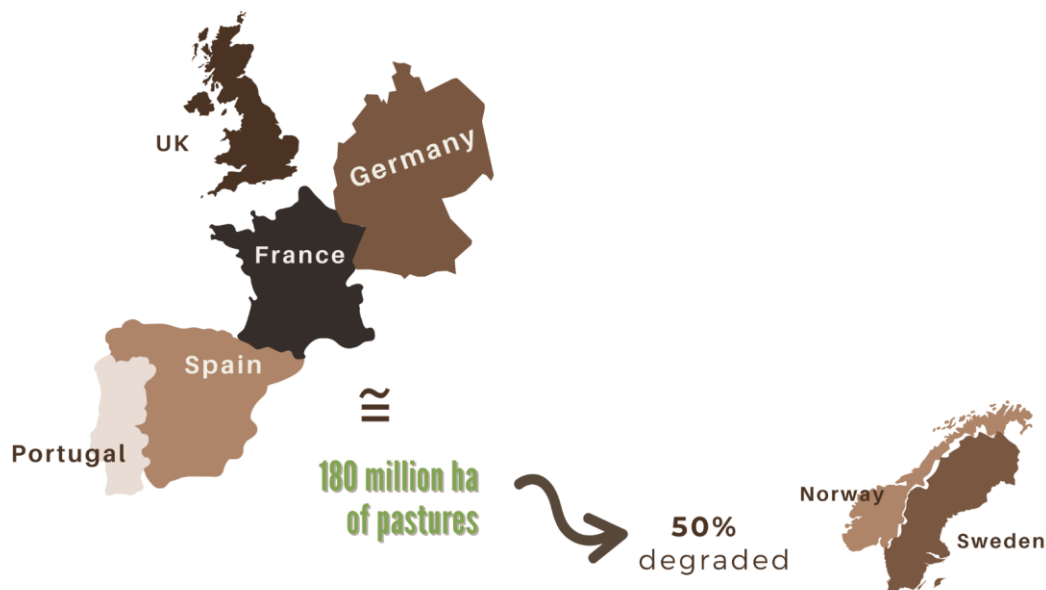 UK
Germany
France
Spain
Portugal
≅
180 million ha
of pastures
50%
degraded
Norway
Sweden